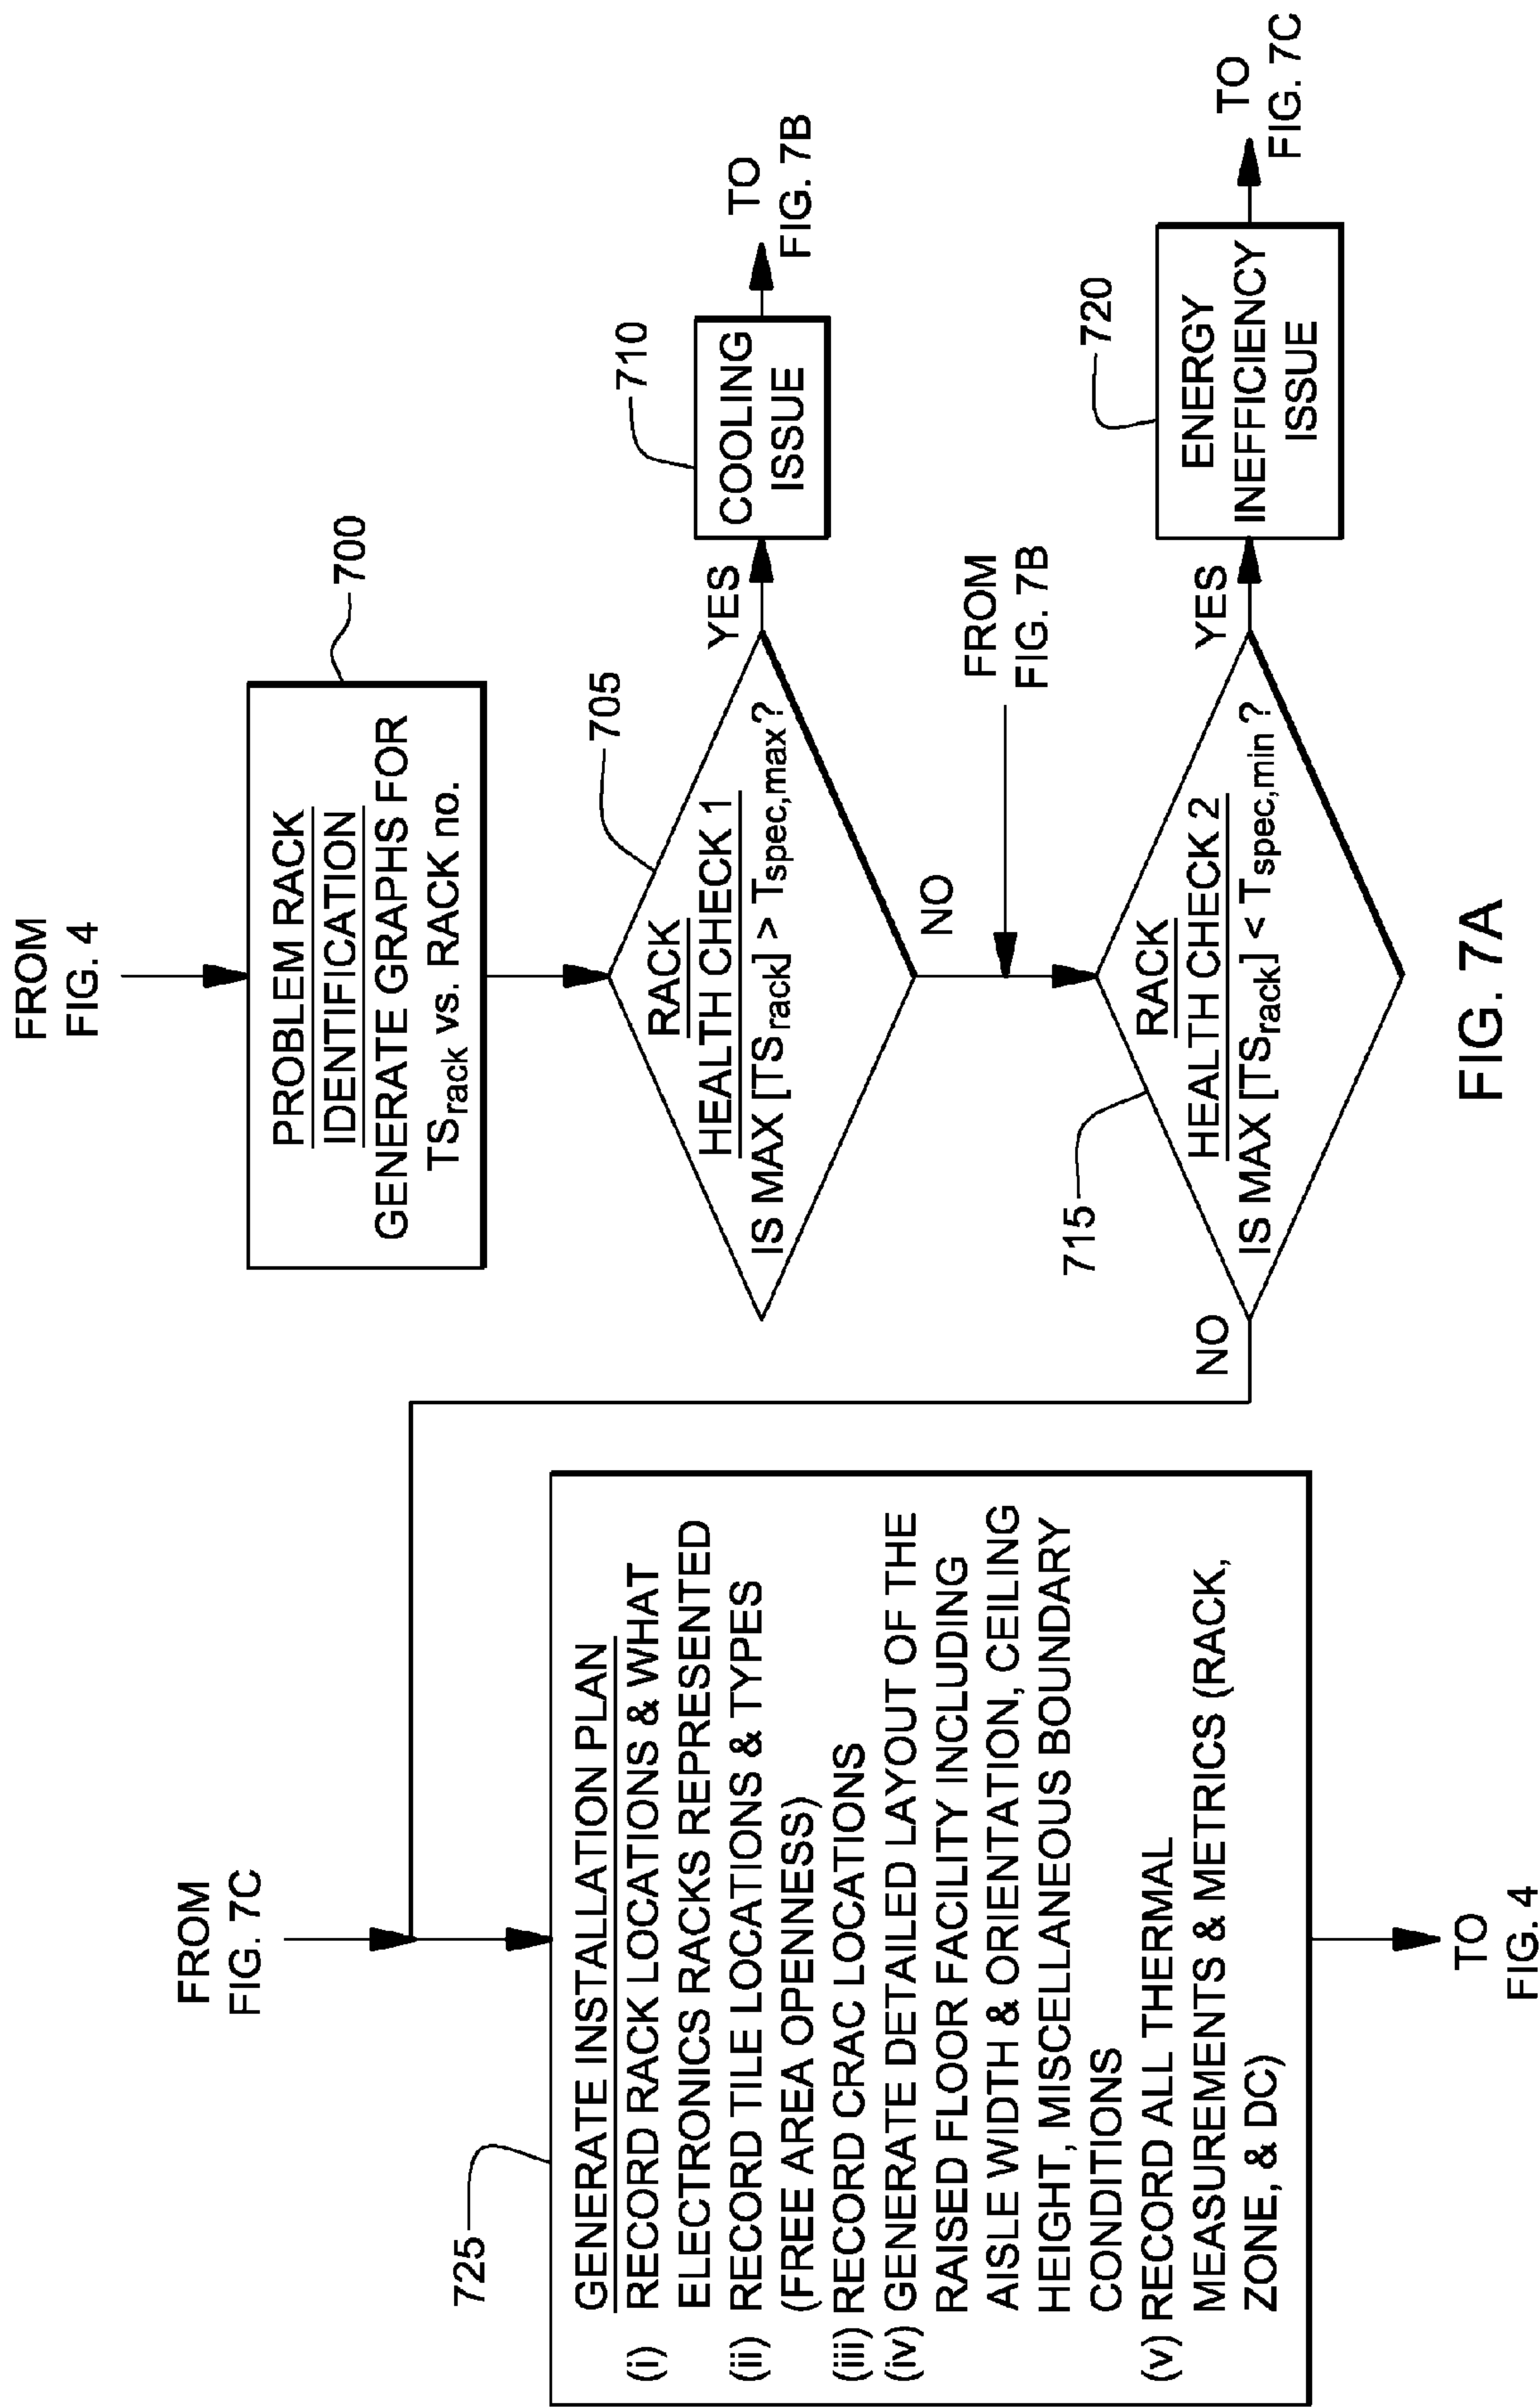 FROM
FIG. 4
700
PROBLEM RACK
IDENTIFICATION
GENERATE GRAPHS FOR
TSrack vs. RACK no.
705
RACK
HEALTH CHECK 1
IS MAX [TSrack] > Tspec,max?
YES
710
COOLING
ISSUE
TO
FIG. 7B
NO
FROM
FIG. 7B
715
RACK
HEALTH CHECK 2
IS MAX [TSrack] < Tspec,min ?
YES
720
ENERGY
INEFFICIENCY
ISSUE
TO
FIG. 7C
NO
FROM
FIG. 7C
725
GENERATE INSTALLATION PLAN
(i) RECORD RACK LOCATIONS & WHAT
ELECTRONICS RACKS REPRESENTED
(ii) RECORD TILE LOCATIONS & TYPES
(FREE AREA OPENNESS)
(iii) RECORD CRAC LOCATIONS
(iv) GENERATE DETAILED LAYOUT OF THE
RAISED FLOOR FACILITY INCLUDING
AISLE WIDTH & ORIENTATION, CEILING
HEIGHT, MISCELLANEOUS BOUNDARY
CONDITIONS
(v) RECORD ALL THERMAL
MEASUREMENTS & METRICS (RACK,
ZONE, & DC)
TO
FIG. 4
FIG. 7A